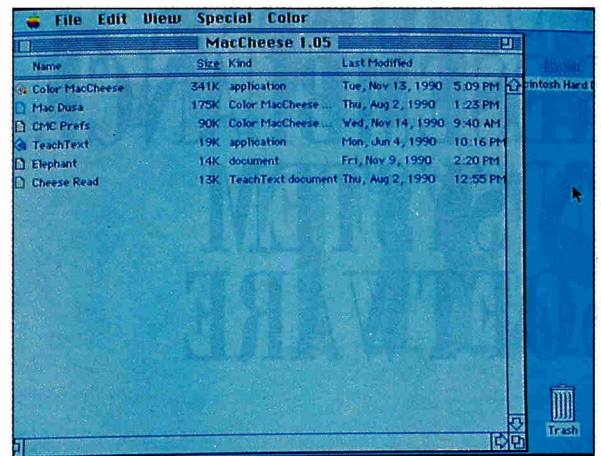 File Edit View Special Color
MacCheese 1.05
Name Size Kind Last Modified
Color MacCheese 341K application Tue, Nov 13, 1990 5:09 PM
Mac Dusa 175K Color MacCheese ... Thu, Aug 2, 1990 1:23 PM
CMC Prefs 90K Color MacCheese ... Wed, Nov 14, 1990 9:40 AM
TeachText 19K application Mon, Jun 4, 1990 10:16 PM
Elephant 14K document Fri, Nov 9, 1990 2:20 PM
Cheese Read 13K TeachText document Thu, Aug 2, 1990 12:55 PM
intosh Hard
Trash
SYSTEM
SOFTWARE